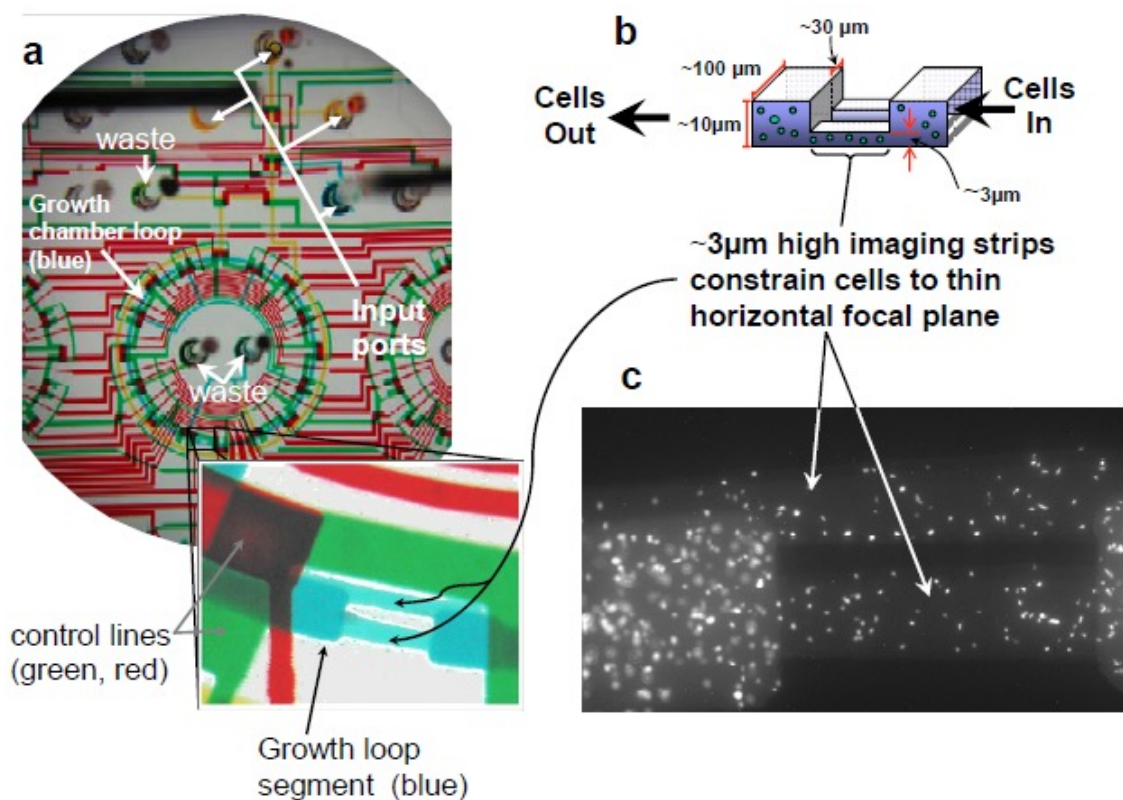 a
waste
Growth
chamber loop
(blue)
Input
ports
waste
control lines
(green, red)
Growth loop
segment (blue)
b
~30 µm
~100 µm
~10µm
Cells
Out
Cells
In
~3µm
~3µm high imaging strips
constrain cells to thin
horizontal focal plane
c